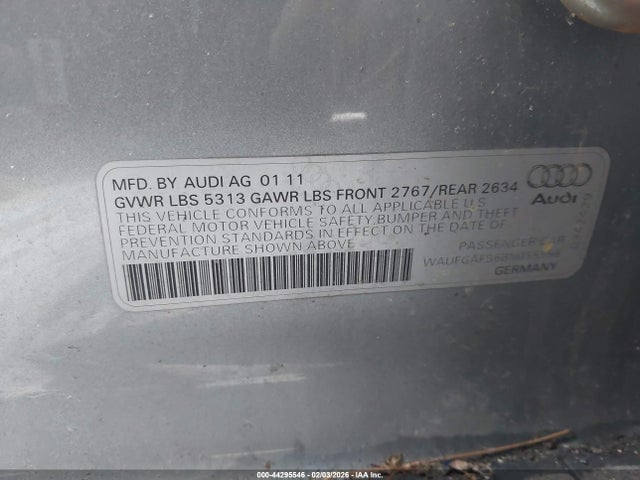 MFD. BY AUDI AG 01 11
GVWR LBS 5313 GAWR LBS FRONT 2767/REAR 2634
THIS VEHICLE CONFORMS TO ALL APPLICABLE U.S
FEDERAL MOTOR VEHICLE SAFETY,BUMPER AND THEFT
PREVENTION STANDARDS IN EFFECT ON THE DATE OF
MANUFACTURE SHOWN ABOVE
Audi
PASSENGER CAR
GERMANY
000-44295546 - 02/03/2026 - IAA Inc.